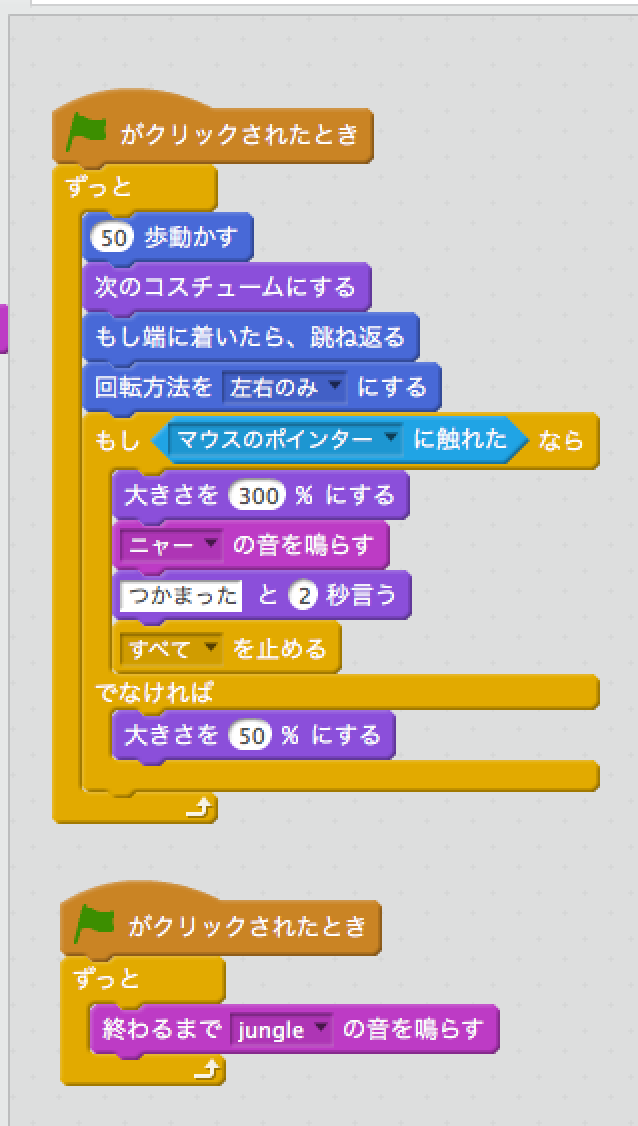 がクリックされたとき
ずっと
50 歩動かす
次のコスチュームにする
もし端に着いたら、跳ね返る
回転方法を 左右のみ にする
もし マウスのポインター に触れた なら
大きさを 300 % にする
ニャー の音を鳴らす
つかまった と 2 秒言う
すべて を止める
でなければ
大きさを 50 % にする
がクリックされたとき
ずっと
終わるまで jungle の音を鳴らす